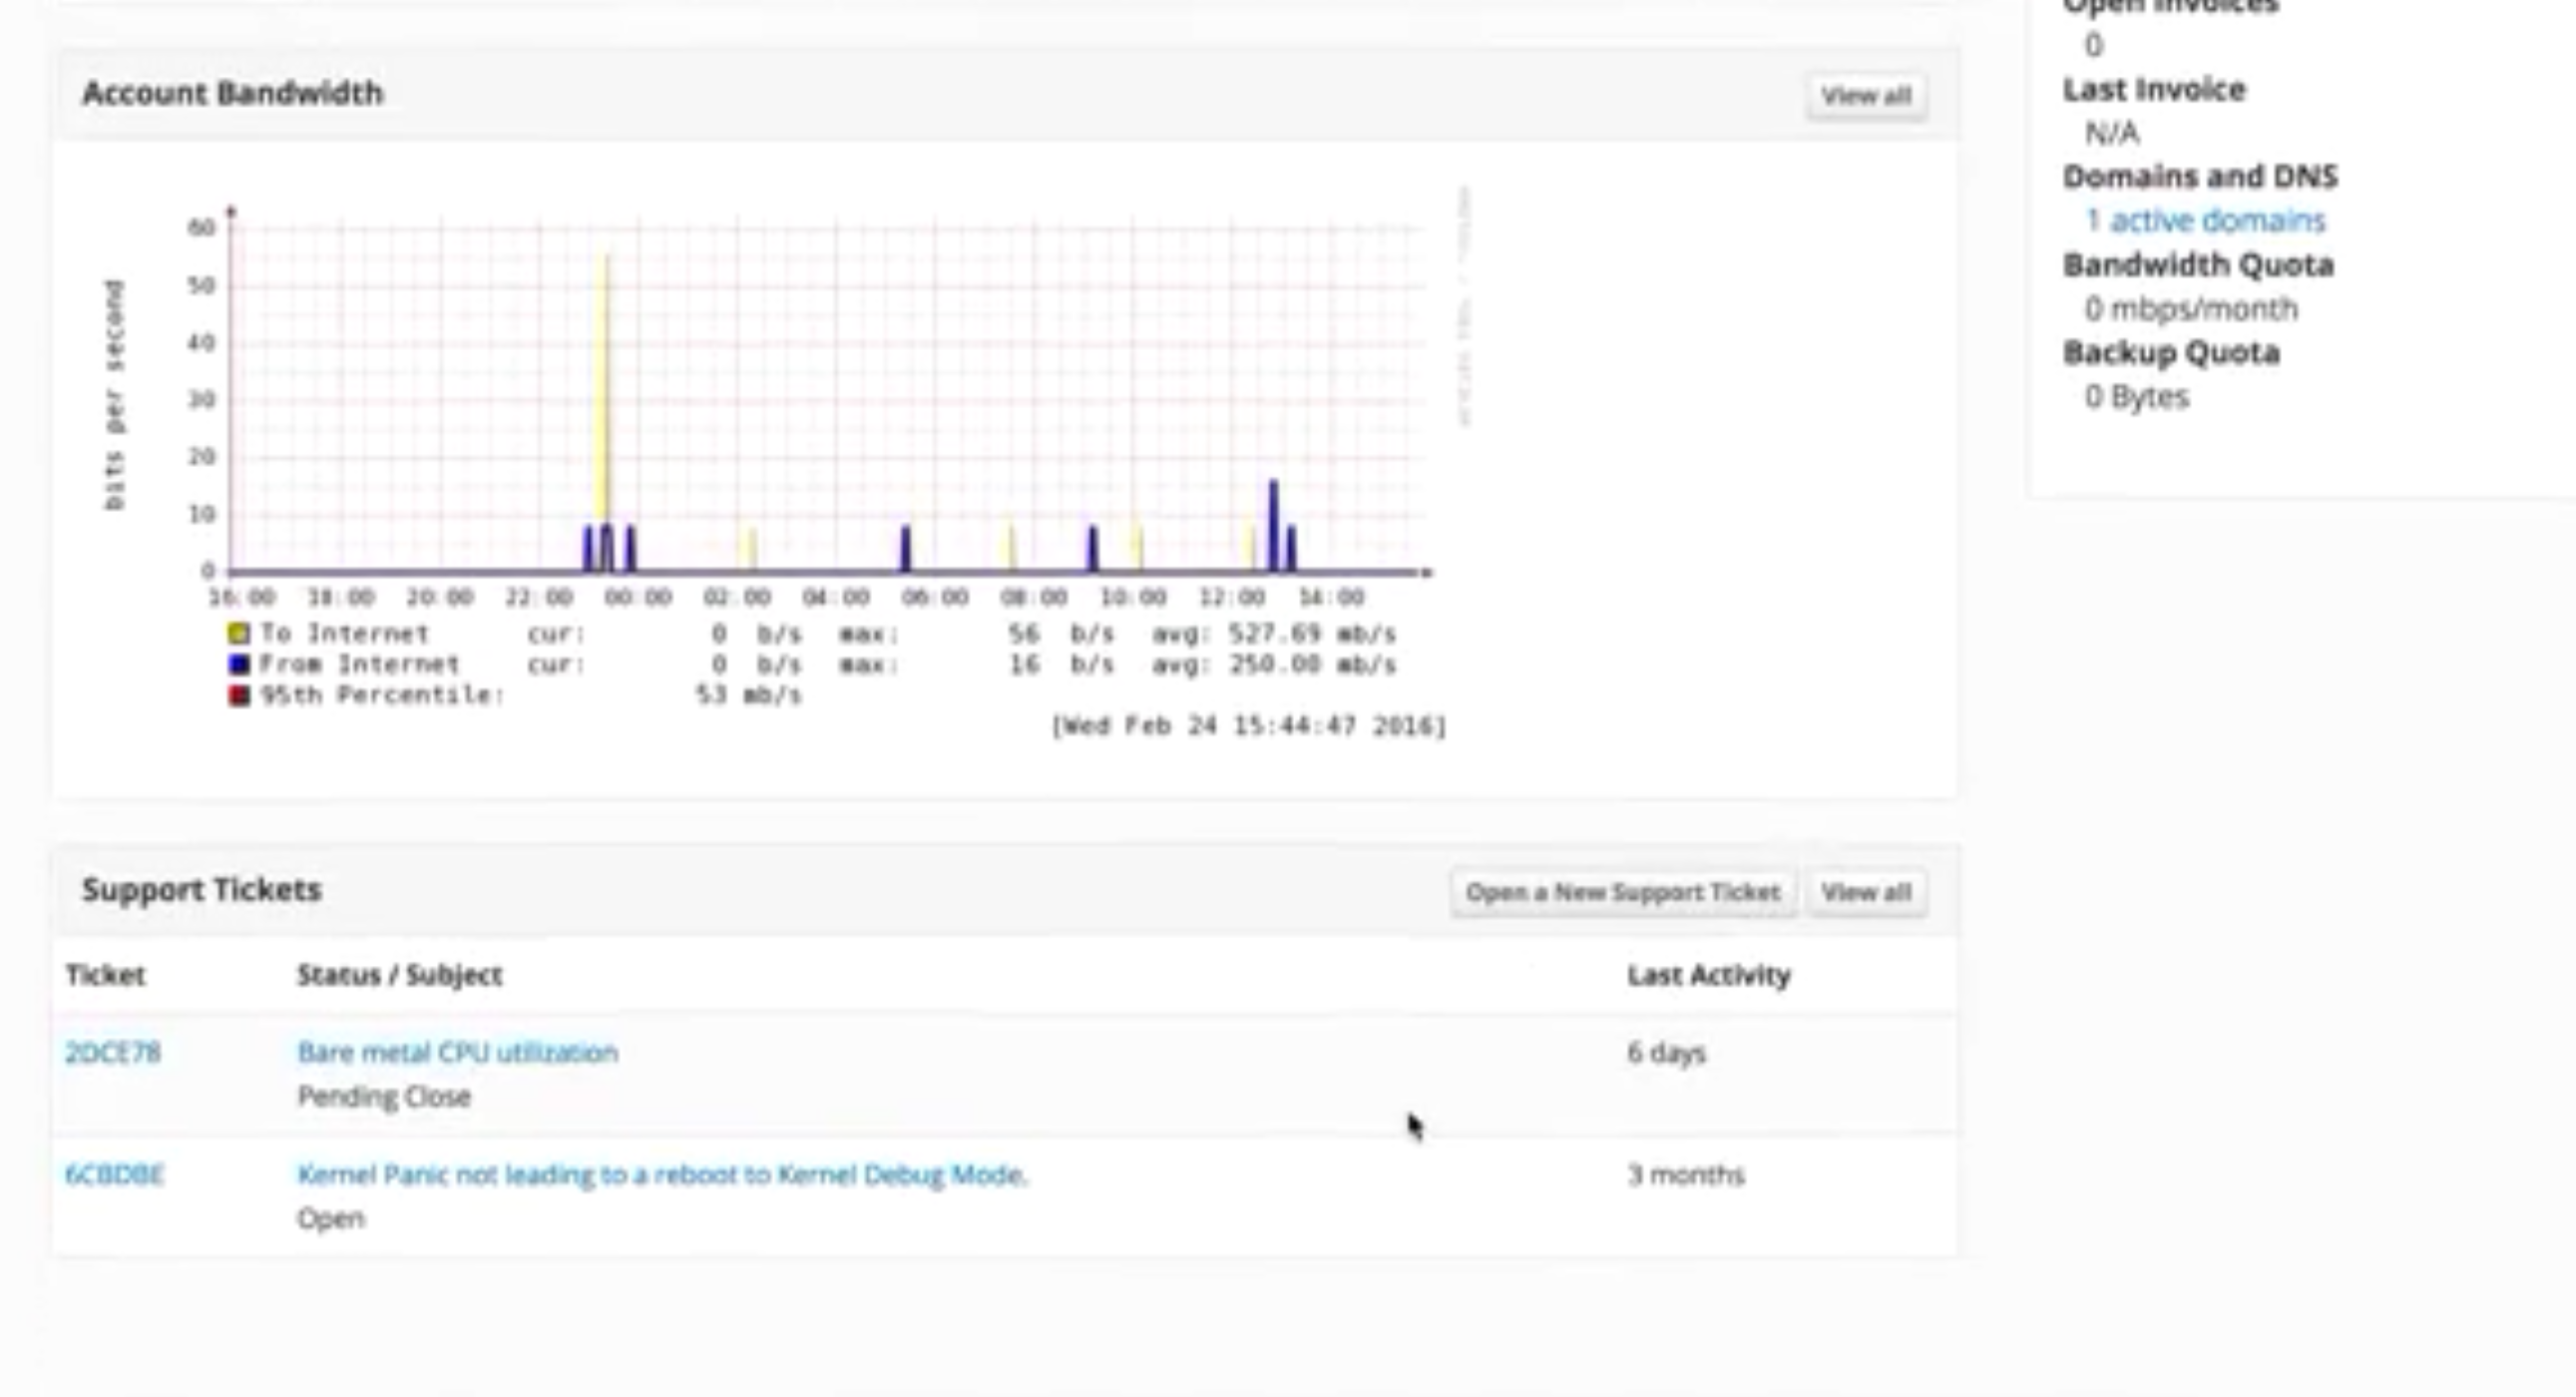 Open Invoices
0
Last Invoice
N/A
Domains and DNS
1 active domains
Bandwidth Quota
0 mbps/month
Backup Quota
0 Bytes
Account Bandwidth
View all
bits per second
60
50
40
30
20
10
0
16:00 18:00 20:00 22:00 00:00 02:00 04:00 06:00 08:00 10:00 12:00 14:00
To Internet cur: 0 b/s max: 56 b/s avg: 527.69 mb/s
From Internet cur: 0 b/s max: 16 b/s avg: 250.00 mb/s
95th Percentile: 53 mb/s
[Wed Feb 24 15:44:47 2016]
Support Tickets
Open a New Support Ticket View all
Ticket Status / Subject Last Activity
2DCE78 Bare metal CPU utilization 6 days
Pending Close
6CBDBE Kernel Panic not leading to a reboot to Kernel Debug Mode. 3 months
Open